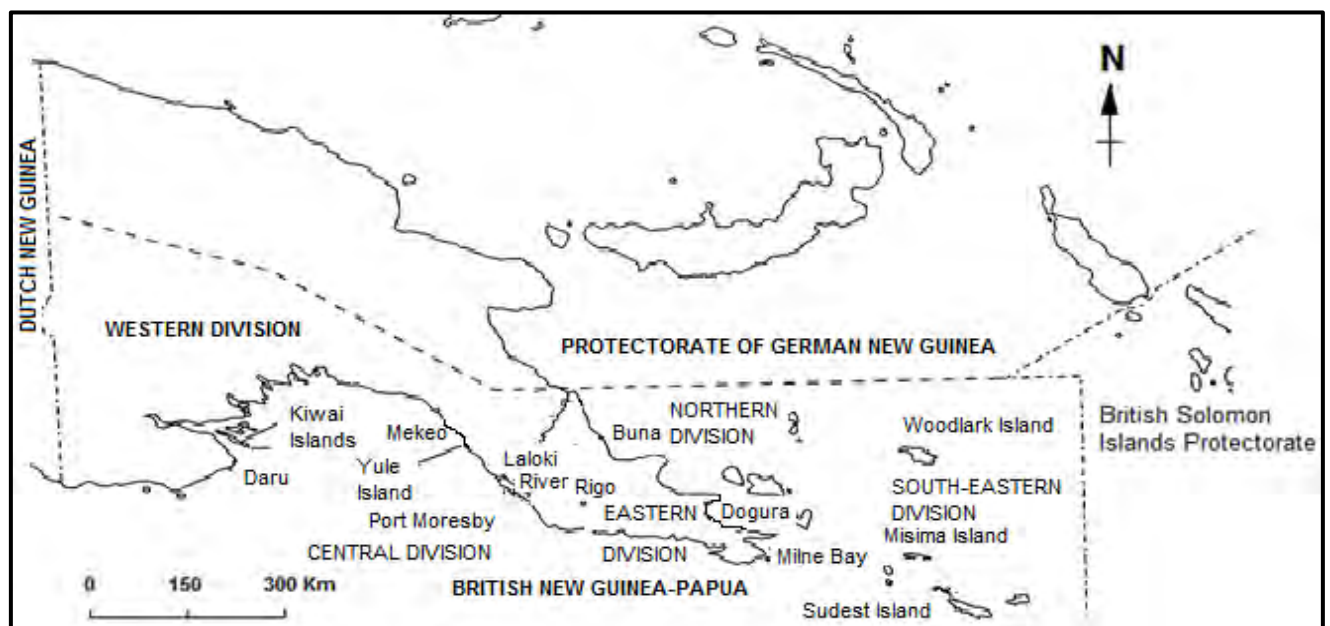 N
DUTCH NEW GUINEA
WESTERN DIVISION
PROTECTORATE OF GERMAN NEW GUINEA
British Solomon
Islands Protectorate
Kiwai
Islands
Daru
Mekeo
Yule
Island
Port Moresby
Laloki
River
Rigo
Buna
NORTHERN
DIVISION
Woodlark Island
EASTERN
DIVISION
Dogura
SOUTH-EASTERN
DIVISION
Misima Island
CENTRAL DIVISION
Milne Bay
BRITISH NEW GUINEA-PAPUA
Sudest Island
0 150 300 Km